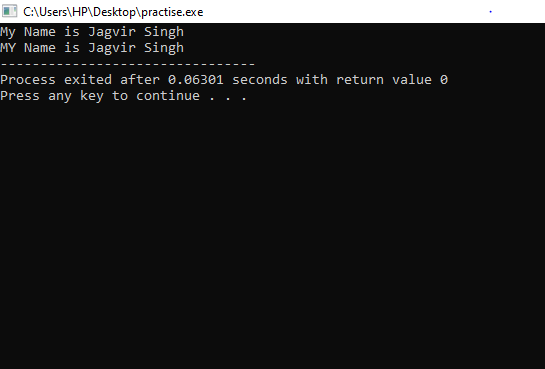 C:\Users\HP\Desktop\practise.exe
My Name is Jagvir Singh
MY Name is Jagvir Singh
--------------------------------
Process exited after 0.06301 seconds with return value 0
Press any key to continue . . .